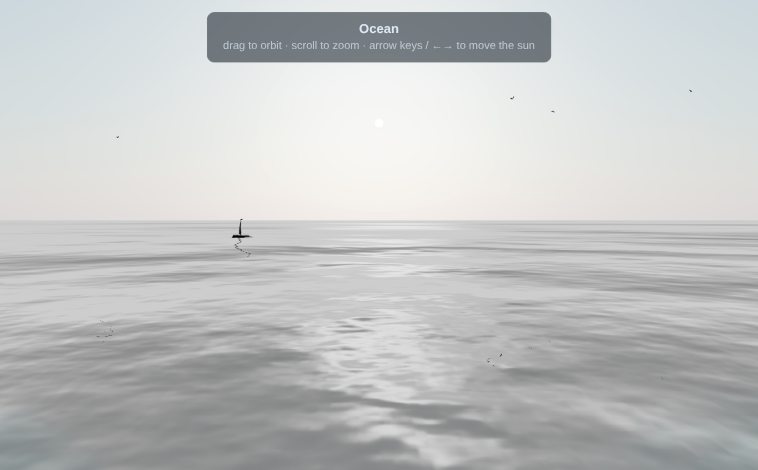 Ocean
drag to orbit · scroll to zoom · arrow keys / ←→ to move the sun